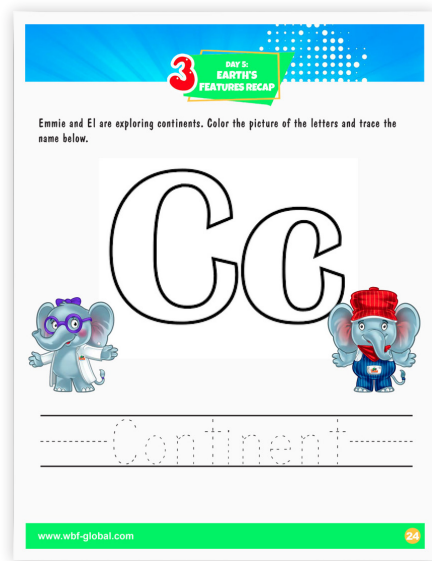 3
DAY 5:
EARTH'S
FEATURES RECAP
Emmie and El are exploring continents. Color the picture of the letters and trace the
name below.
Cc
Continent
www.wbf-global.com
24